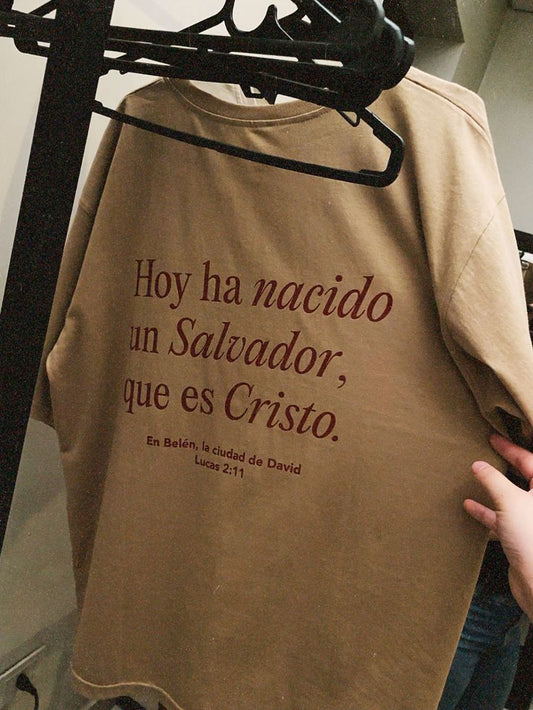 Hoy ha nacido
un Salvador,
que es Cristo.
En Belén, la ciudad de David
Lucas 2:11